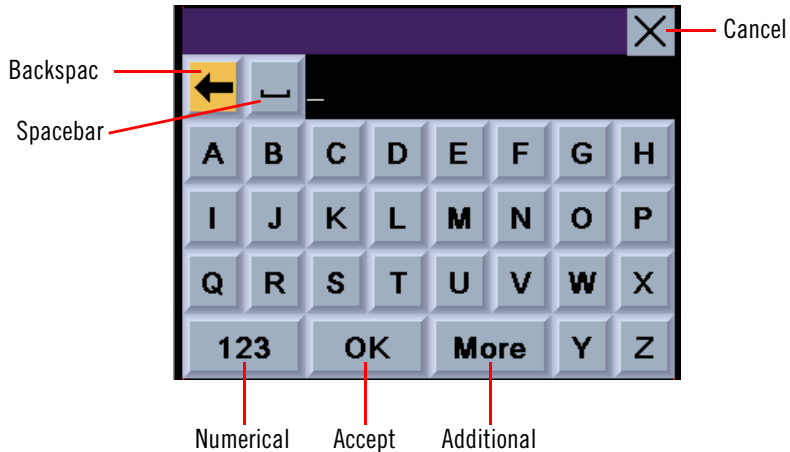 Cancel
Backspac
Spacebar
A B C D E F G H
I J K L M N O P
Q R S T U V W X
123 OK More Y Z
Numerical Accept Additional